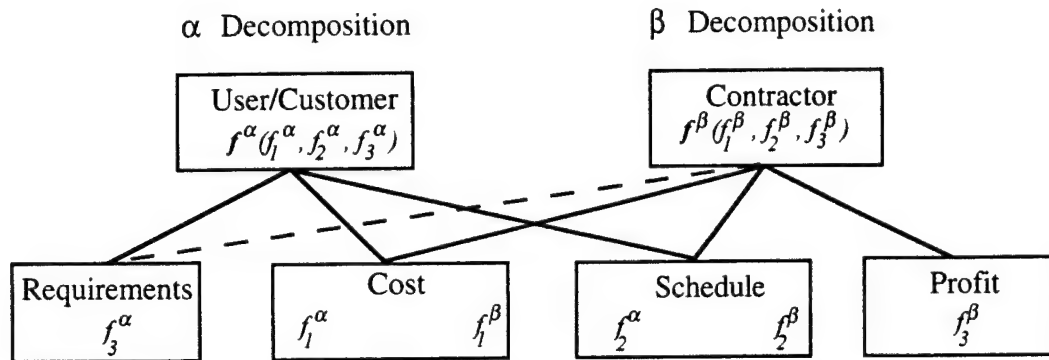 α Decomposition β Decomposition
User/Customer Contractor
f^α(f_1^α, f_2^α, f_3^α) f^β(f_1^β, f_2^β, f_3^β)
Requirements Cost Schedule Profit
f_3^α f_1^α f_1^β f_2^α f_2^β f_3^β